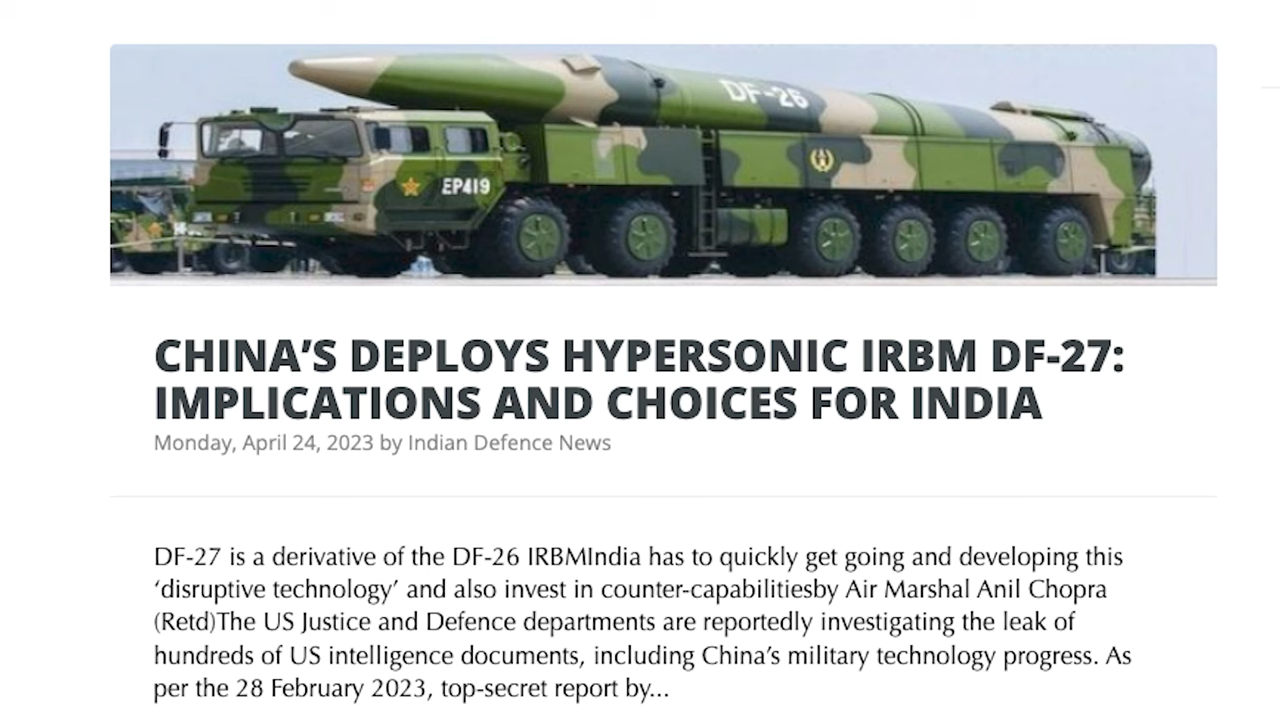 DF-26
EP419
CHINA’S DEPLOYS HYPERSONIC IRBM DF-27:
IMPLICATIONS AND CHOICES FOR INDIA
Monday, April 24, 2023 by Indian Defence News
DF-27 is a derivative of the DF-26 IRBMIndia has to quickly get going and developing this
‘disruptive technology’ and also invest in counter-capabilitiesby Air Marshal Anil Chopra
(Retd)The US Justice and Defence departments are reportedly investigating the leak of
hundreds of US intelligence documents, including China’s military technology progress. As
per the 28 February 2023, top-secret report by...